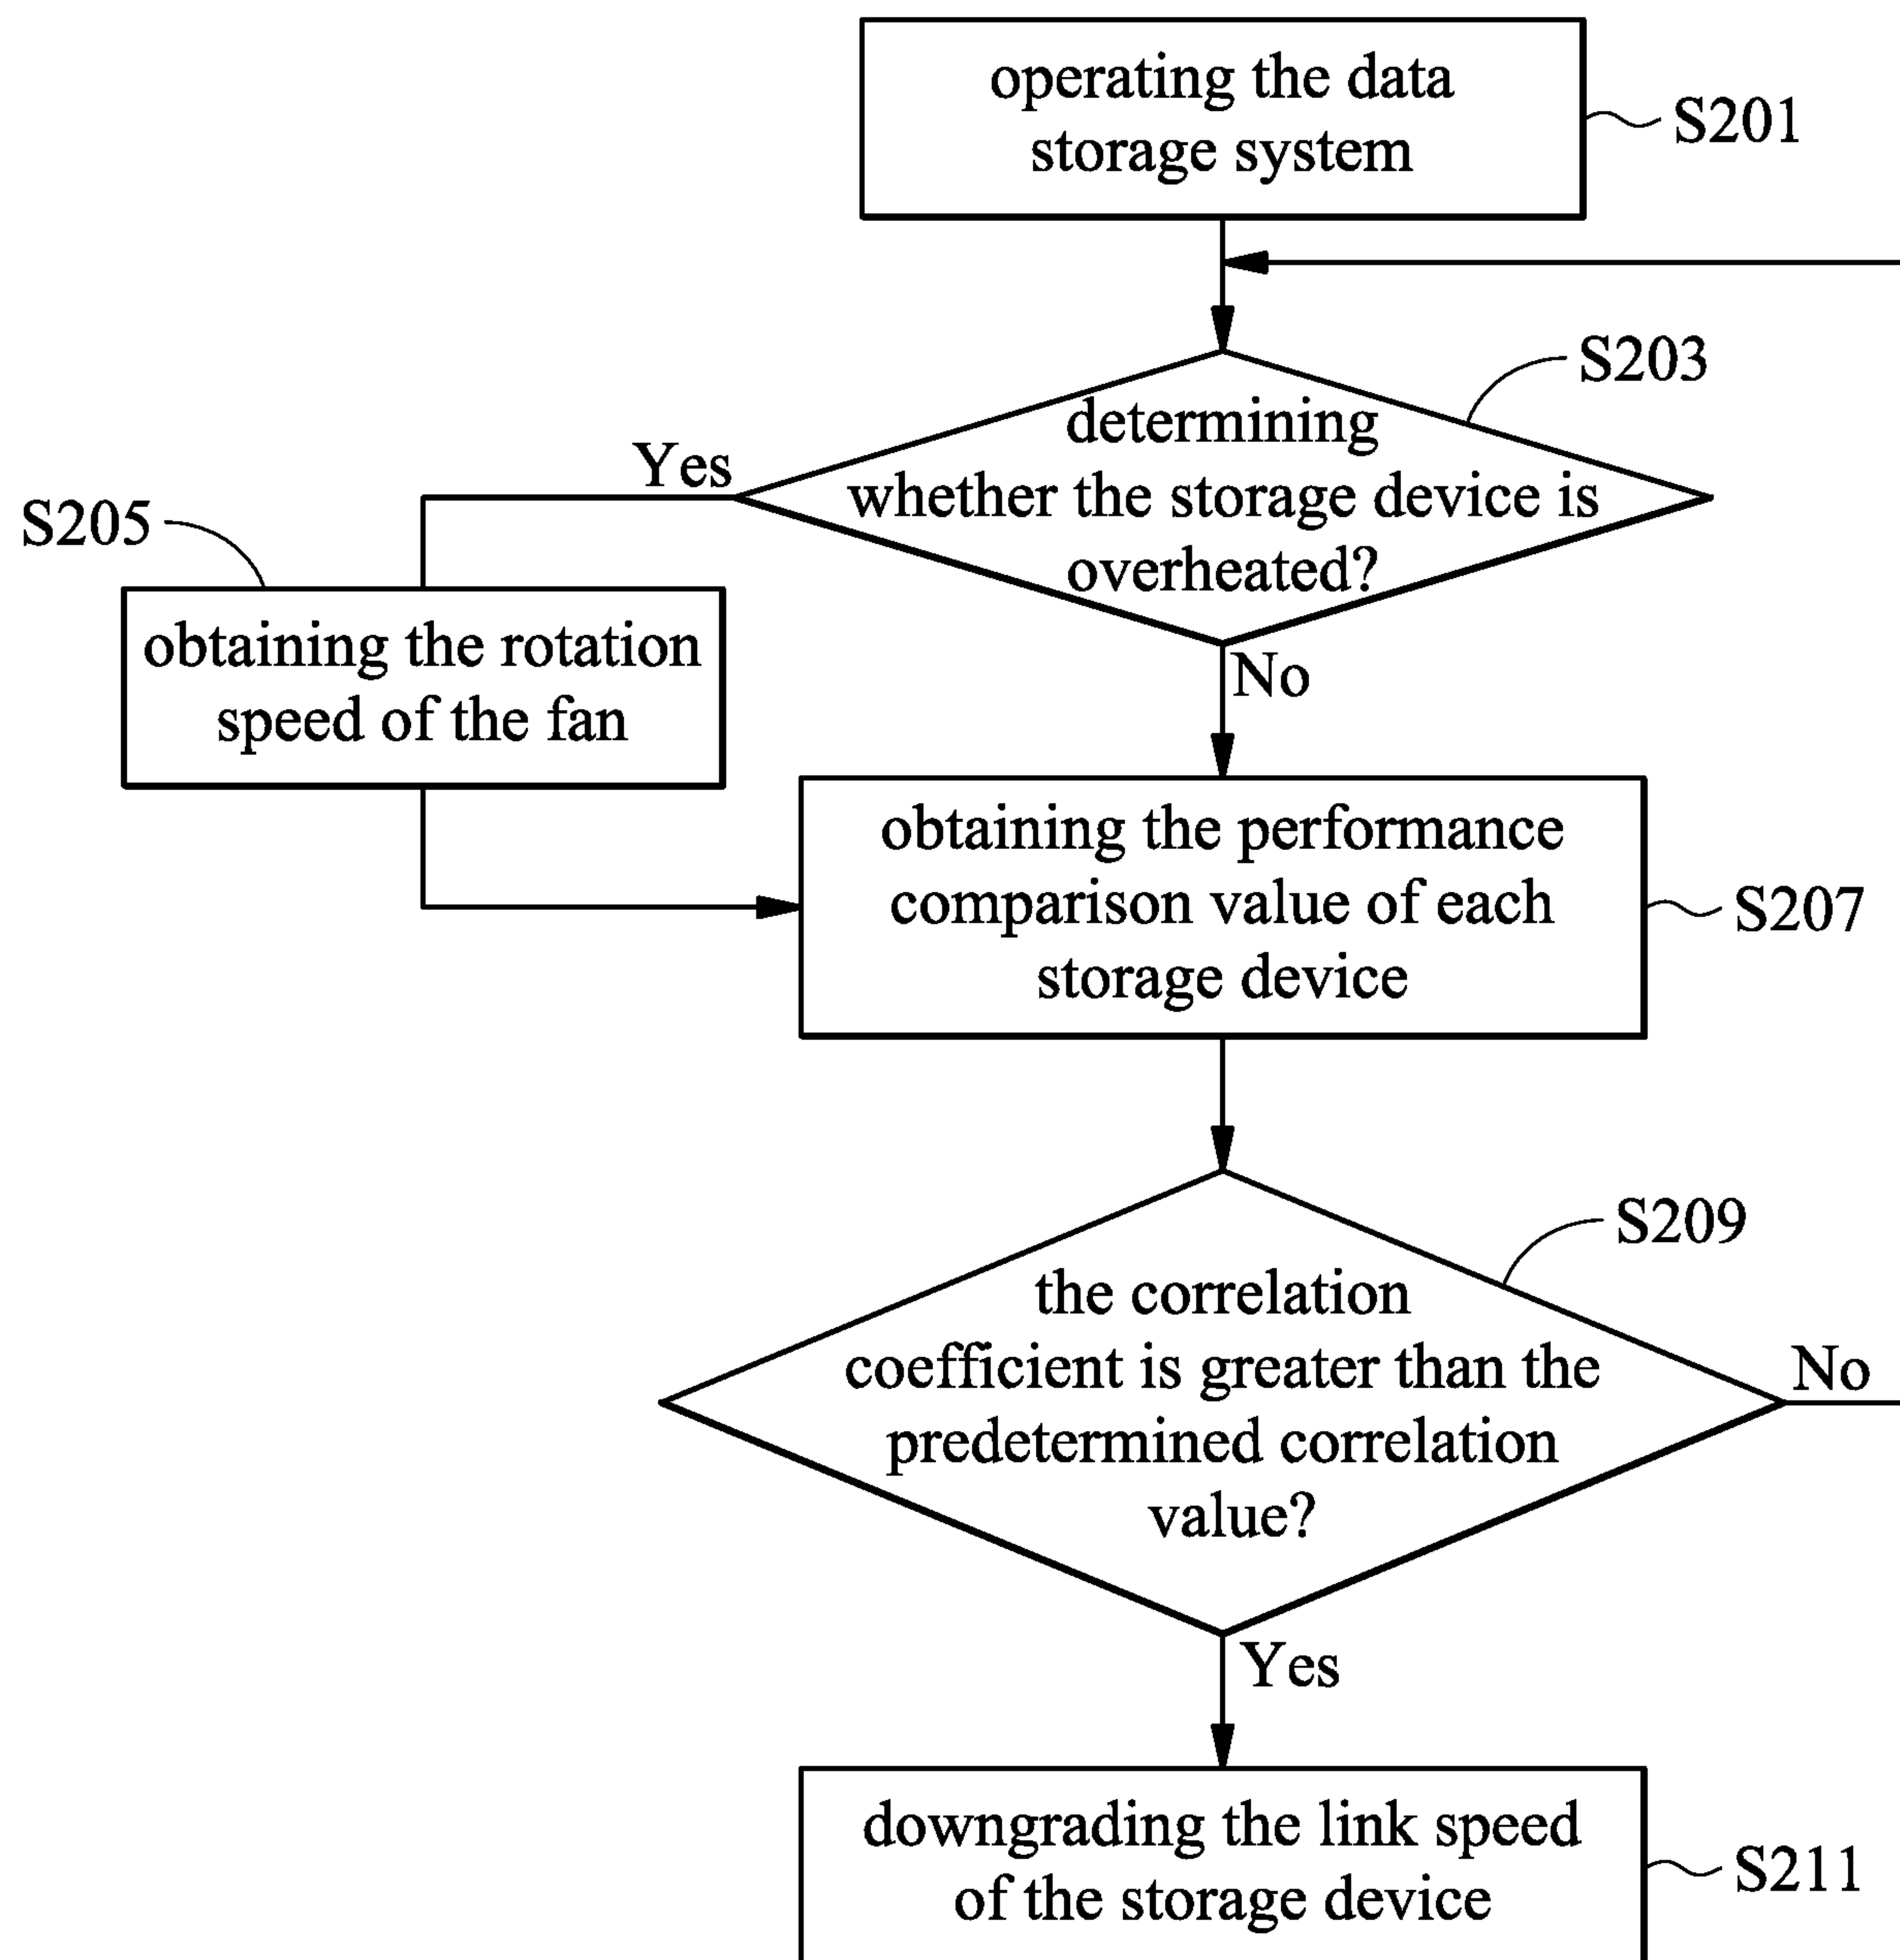 operating the data
storage system
S201
S203
determining
whether the storage device is
overheated?
Yes
S205
obtaining the rotation
speed of the fan
No
obtaining the performance
comparison value of each
storage device
S207
S209
the correlation
coefficient is greater than the
predetermined correlation
value?
No
Yes
downgrading the link speed
of the storage device
S211